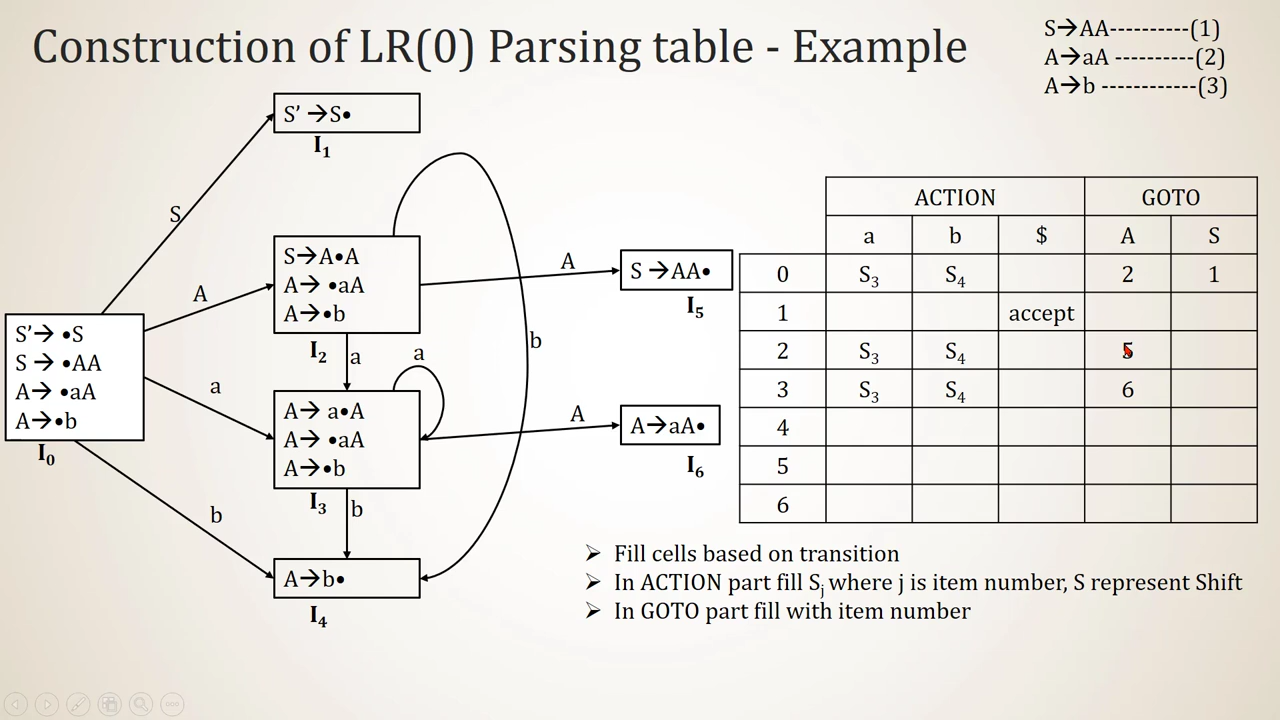 Construction of LR(0) Parsing table - Example
S→AA----------(1)
A→aA ----------(2)
A→b ------------(3)
S' →S•
I₁
S
S→A•A
A→ •aA
A→•b
I₂
A
A
S →AA•
I₅
S'→ •S
S → •AA
A→ •aA
A→•b
I₀
a
a
a
b
A→ a•A
A→ •aA
A→•b
I₃
A
A→aA•
I₆
b
b
A→b•
I₄
ACTION GOTO
a b $ A S
0 S₃ S₄ 2 1
1 accept
2 S₃ S₄ 5
3 S₃ S₄ 6
4
5
6
➢ Fill cells based on transition
➢ In ACTION part fill Sⱼ where j is item number, S represent Shift
➢ In GOTO part fill with item number